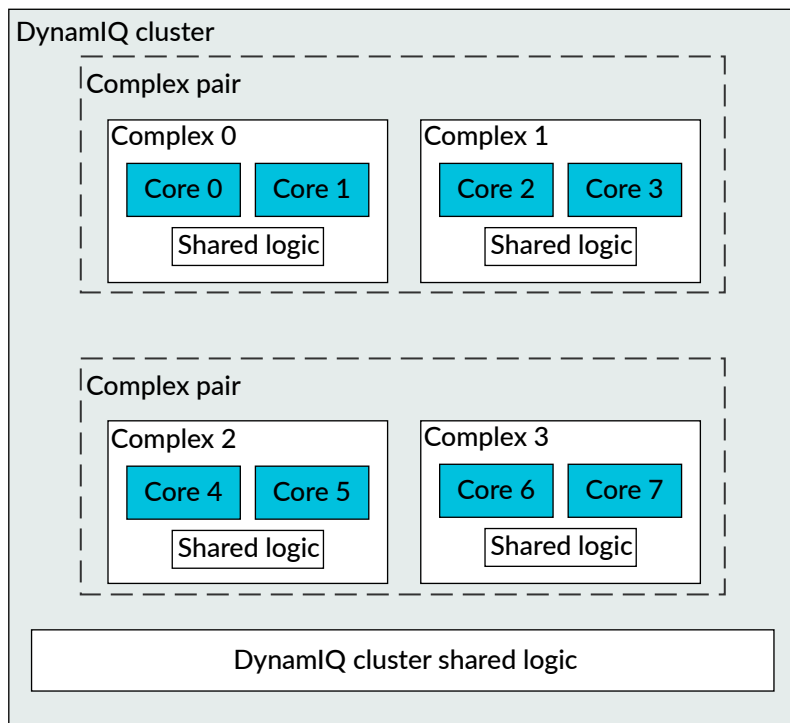 DynamIQ cluster
Complex pair
Complex 0
Core 0
Core 1
Shared logic
Complex 1
Core 2
Core 3
Shared logic
Complex pair
Complex 2
Core 4
Core 5
Shared logic
Complex 3
Core 6
Core 7
Shared logic
DynamIQ cluster shared logic